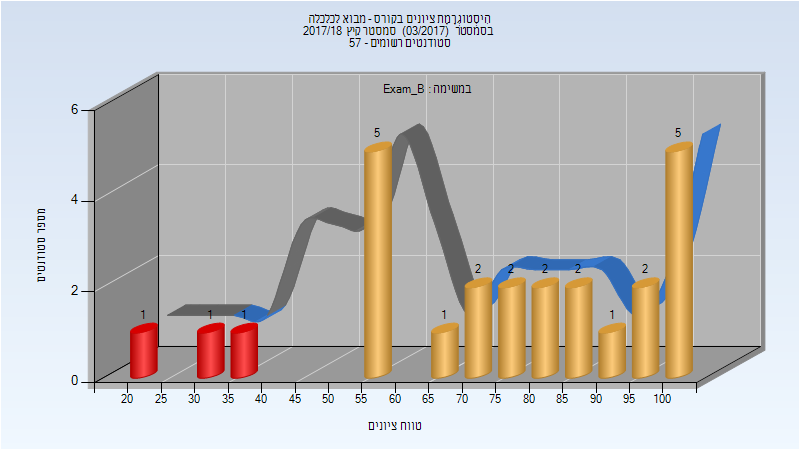 היסטוגרמת ציונים בקורס - מבוא לכלכלה
בסמסטר (03/2017) סמסטר קיץ 2017/18
סטודנטים רשומים - 57
במשימה : Exam_B
6
4
2
0
מספר סטודנטים
1
1
1
5
1
2
2
2
2
1
2
5
20 25 30 35 40 45 50 55 60 65 70 75 80 85 90 95 100
טווח ציונים